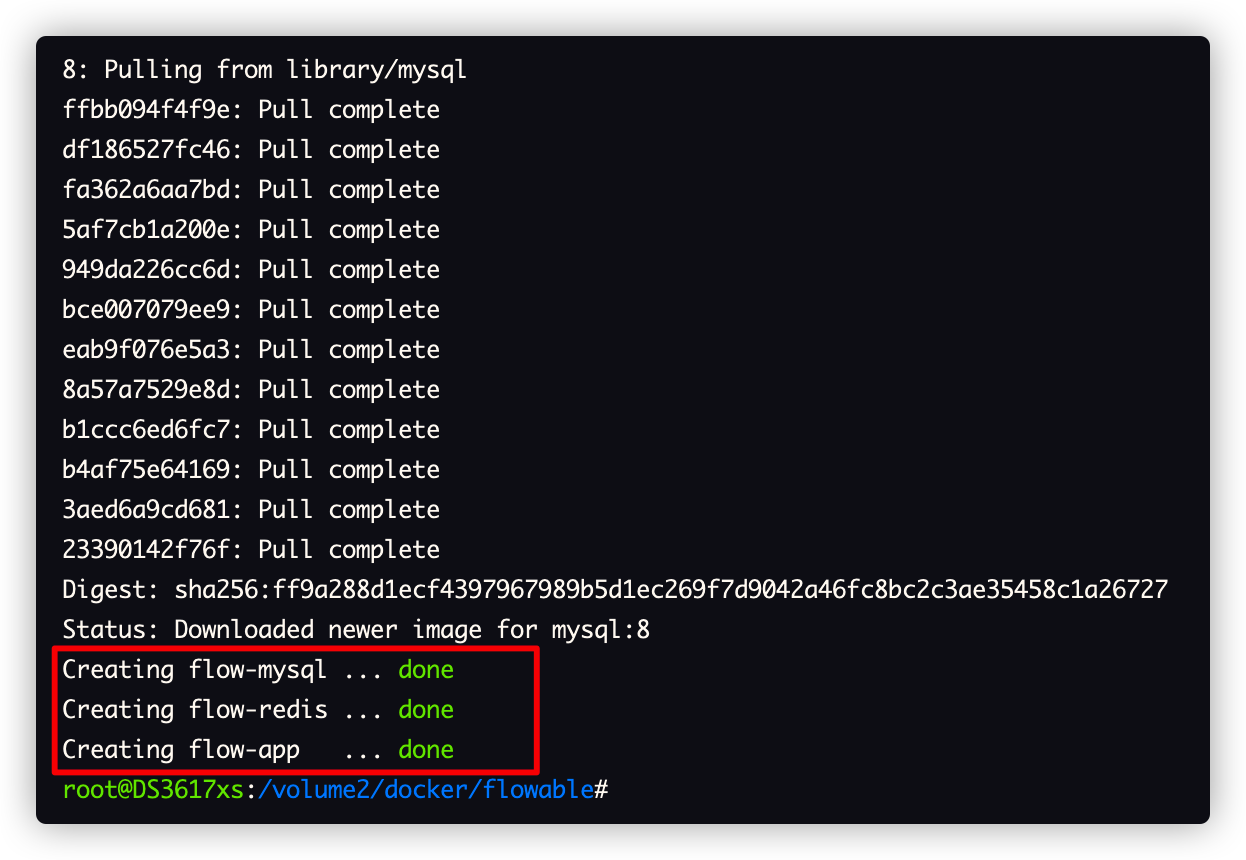 8: Pulling from library/mysql
ffbb094f4f9e: Pull complete
df186527fc46: Pull complete
fa362a6aa7bd: Pull complete
5af7cb1a200e: Pull complete
949da226cc6d: Pull complete
bce007079ee9: Pull complete
eab9f076e5a3: Pull complete
8a57a7529e8d: Pull complete
b1ccc6ed6fc7: Pull complete
b4af75e64169: Pull complete
3aed6a9cd681: Pull complete
23390142f76f: Pull complete
Digest: sha256:ff9a288d1ecf4397967989b5d1ec269f7d9042a46fc8bc2c3ae35458c1a26727
Status: Downloaded newer image for mysql:8
Creating flow-mysql ... done
Creating flow-redis ... done
Creating flow-app   ... done
root@DS3617xs:/volume2/docker/flowable#